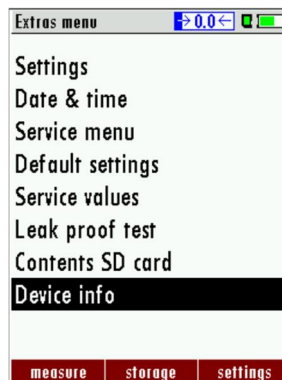 Extras menu →0.0←
Settings
Date & time
Service menu
Default settings
Service values
Leak proof test
Contents SD card
Device info
measure storage settings